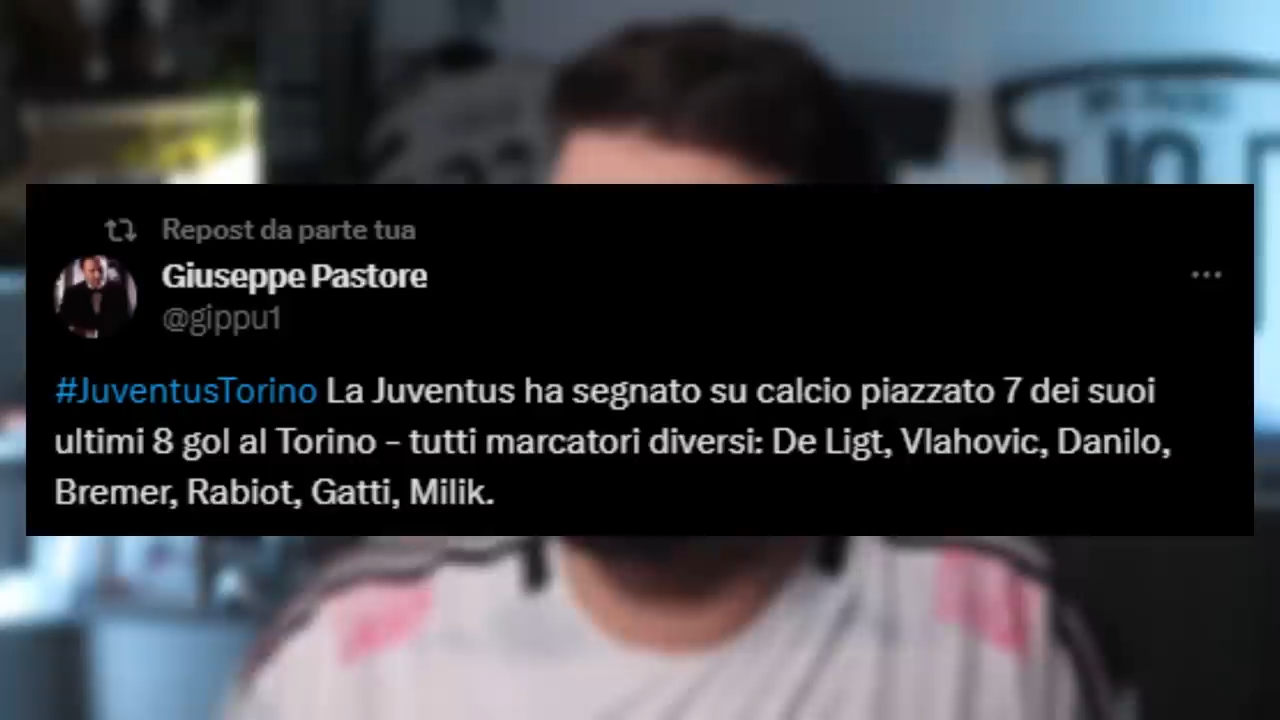 Repost da parte tua
Giuseppe Pastore
@gippu1
#JuventusTorino La Juventus ha segnato su calcio piazzato 7 dei suoi
ultimi 8 gol al Torino - tutti marcatori diversi: De Ligt, Vlahovic, Danilo,
Bremer, Rabiot, Gatti, Milik.
10